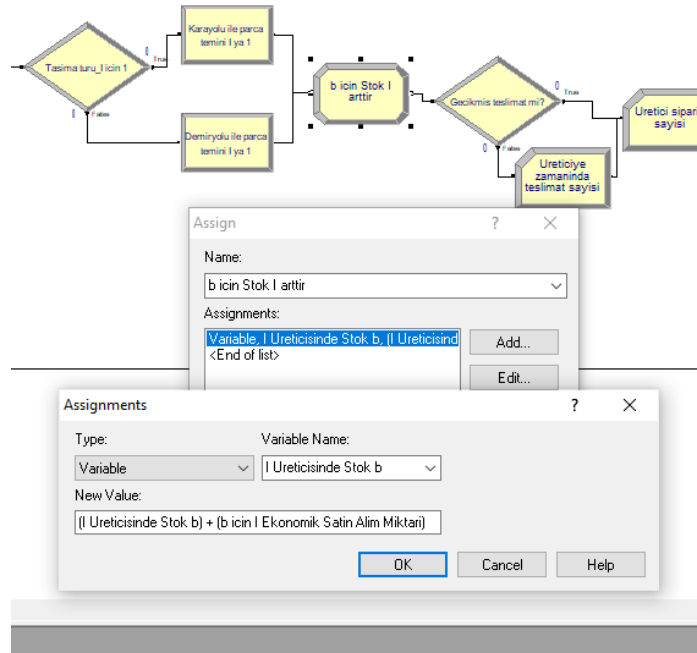 Karayolu ile parca
temini I ya 1
0
True
Tasima turu_I icin 1
0
False
Demiryolu ile parca
temini I ya 1
b icin Stok I
arttir
Gecikmis teslimat mi?
0
True
0
False
Uretici sipari
sayisi
Ureticiye
zamaninda
teslimat sayisi
Assign
?
Name:
b icin Stok I arttir
Assignments:
Variable, I Ureticisinde Stok b, (I Ureticisind
<End of list>
Add...
Edit...
Assignments
?
Type:
Variable Name:
Variable
I Ureticisinde Stok b
New Value:
(I Ureticisinde Stok b) + (b icin I Ekonomik Satin Alim Miktari)
OK
Cancel
Help